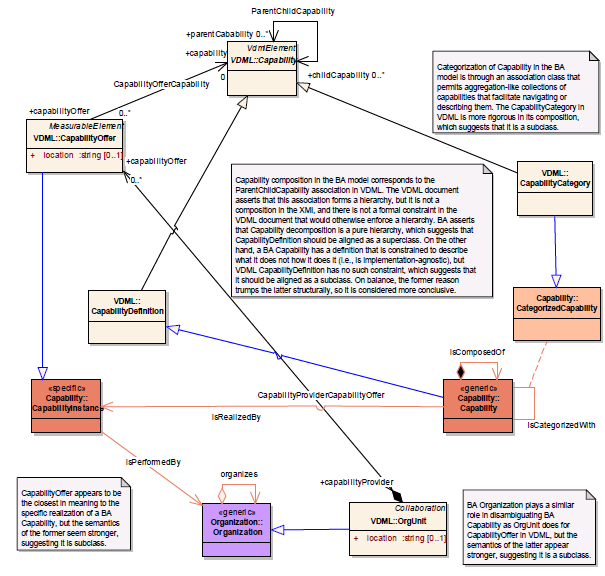 ParentChildCapability
+parentCababiliity 0..*
VdmlElement
VDML::Capability
+capability
0
+childCapability 0..*
CapabilityOfferCapability
+capabilityOffer
0..*
MeasurableElement
VDML::CapabilityOffer
+ location :string [0..1]
+capabilityOffer
0..*
Categorization of Capability in the BA
model is through an association class that
permits aggregation-like collections of
capabilities that facilitate navigating or
describing them. The CapabilityCategory in
VDML is more rigorous in its composition,
which suggests that it is a subclass.
VDML::
CapabilityCategory
Capability composition in the BA model corresponds to the
ParentChildCapability association in VDML. The VDML document
asserts that this association forms a hierarchy, but it is not a
composition in the XMI, and there is not a formal constraint in the
VDML document that would otherwise enforce a hierarchy. BA asserts
that Capability decomposition is a pure hierarchy, which suggests that
CapabilityDefinition should be aligned as a superclass. On the other
hand, a BA Capability has a definition that is constrained to describe
what it does not how it does it (i.e., is implementation-agnostic), but
VDML CapabilityDefinition has no such constraint, which suggests that
it should be aligned as a subclass. On balance, the former reason
trumps the latter structurally, so it is considered more conclusive.
VDML::
CapabilityDefinition
Capability::
CategorizedCapability
IsComposedOf
«specific»
Capability::
CapabilityInstance
CapabilityProviderCapabilityOffer
IsRealizedBy
«generic»
Capability::
Capability
IsCategorizedWith
IsPerformedBy
organizes
+capabilityProvider
CapabilityOffer appears to be
the closest in meaning to the
specific realization of a BA
Capability, but the semantics
of the former seem stronger,
suggesting it is subclass.
«generic»
Organization::
Organization
Collaboration
VDML::OrgUnit
+ location :string [0..1]
BA Organization plays a similar
role in disambiguating BA
Capability as OrgUnit does for
CapabilityOffer in VDML, but the
semantics of the latter appear
stronger, suggesting it is a subclass.